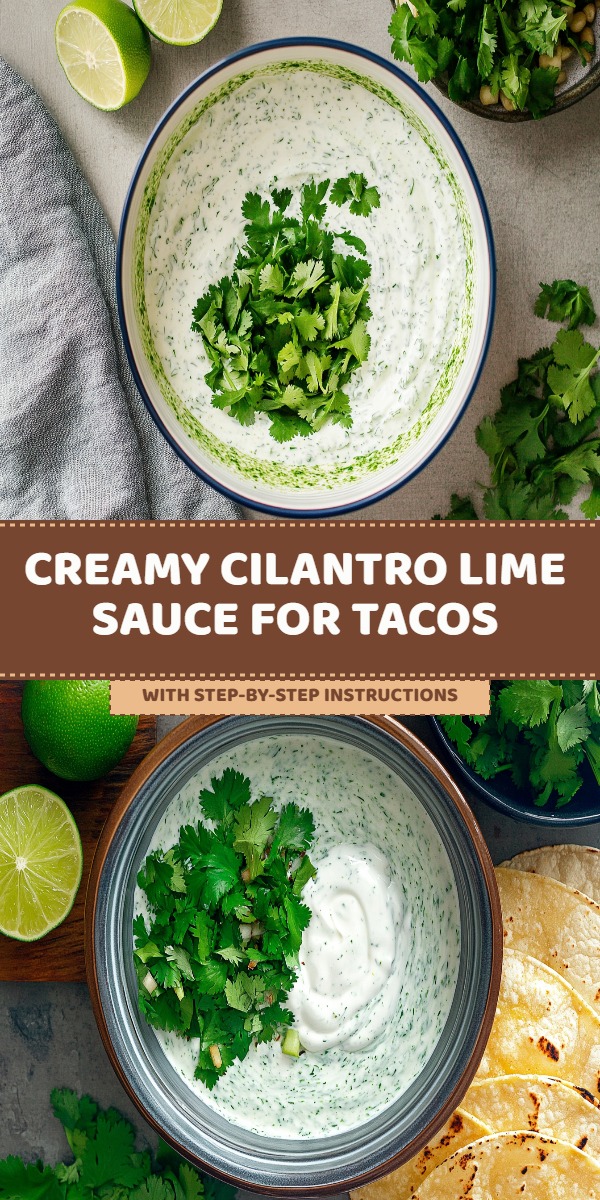 CREAMY CILANTRO LIME
SAUCE FOR TACOS
WITH STEP-BY-STEP INSTRUCTIONS